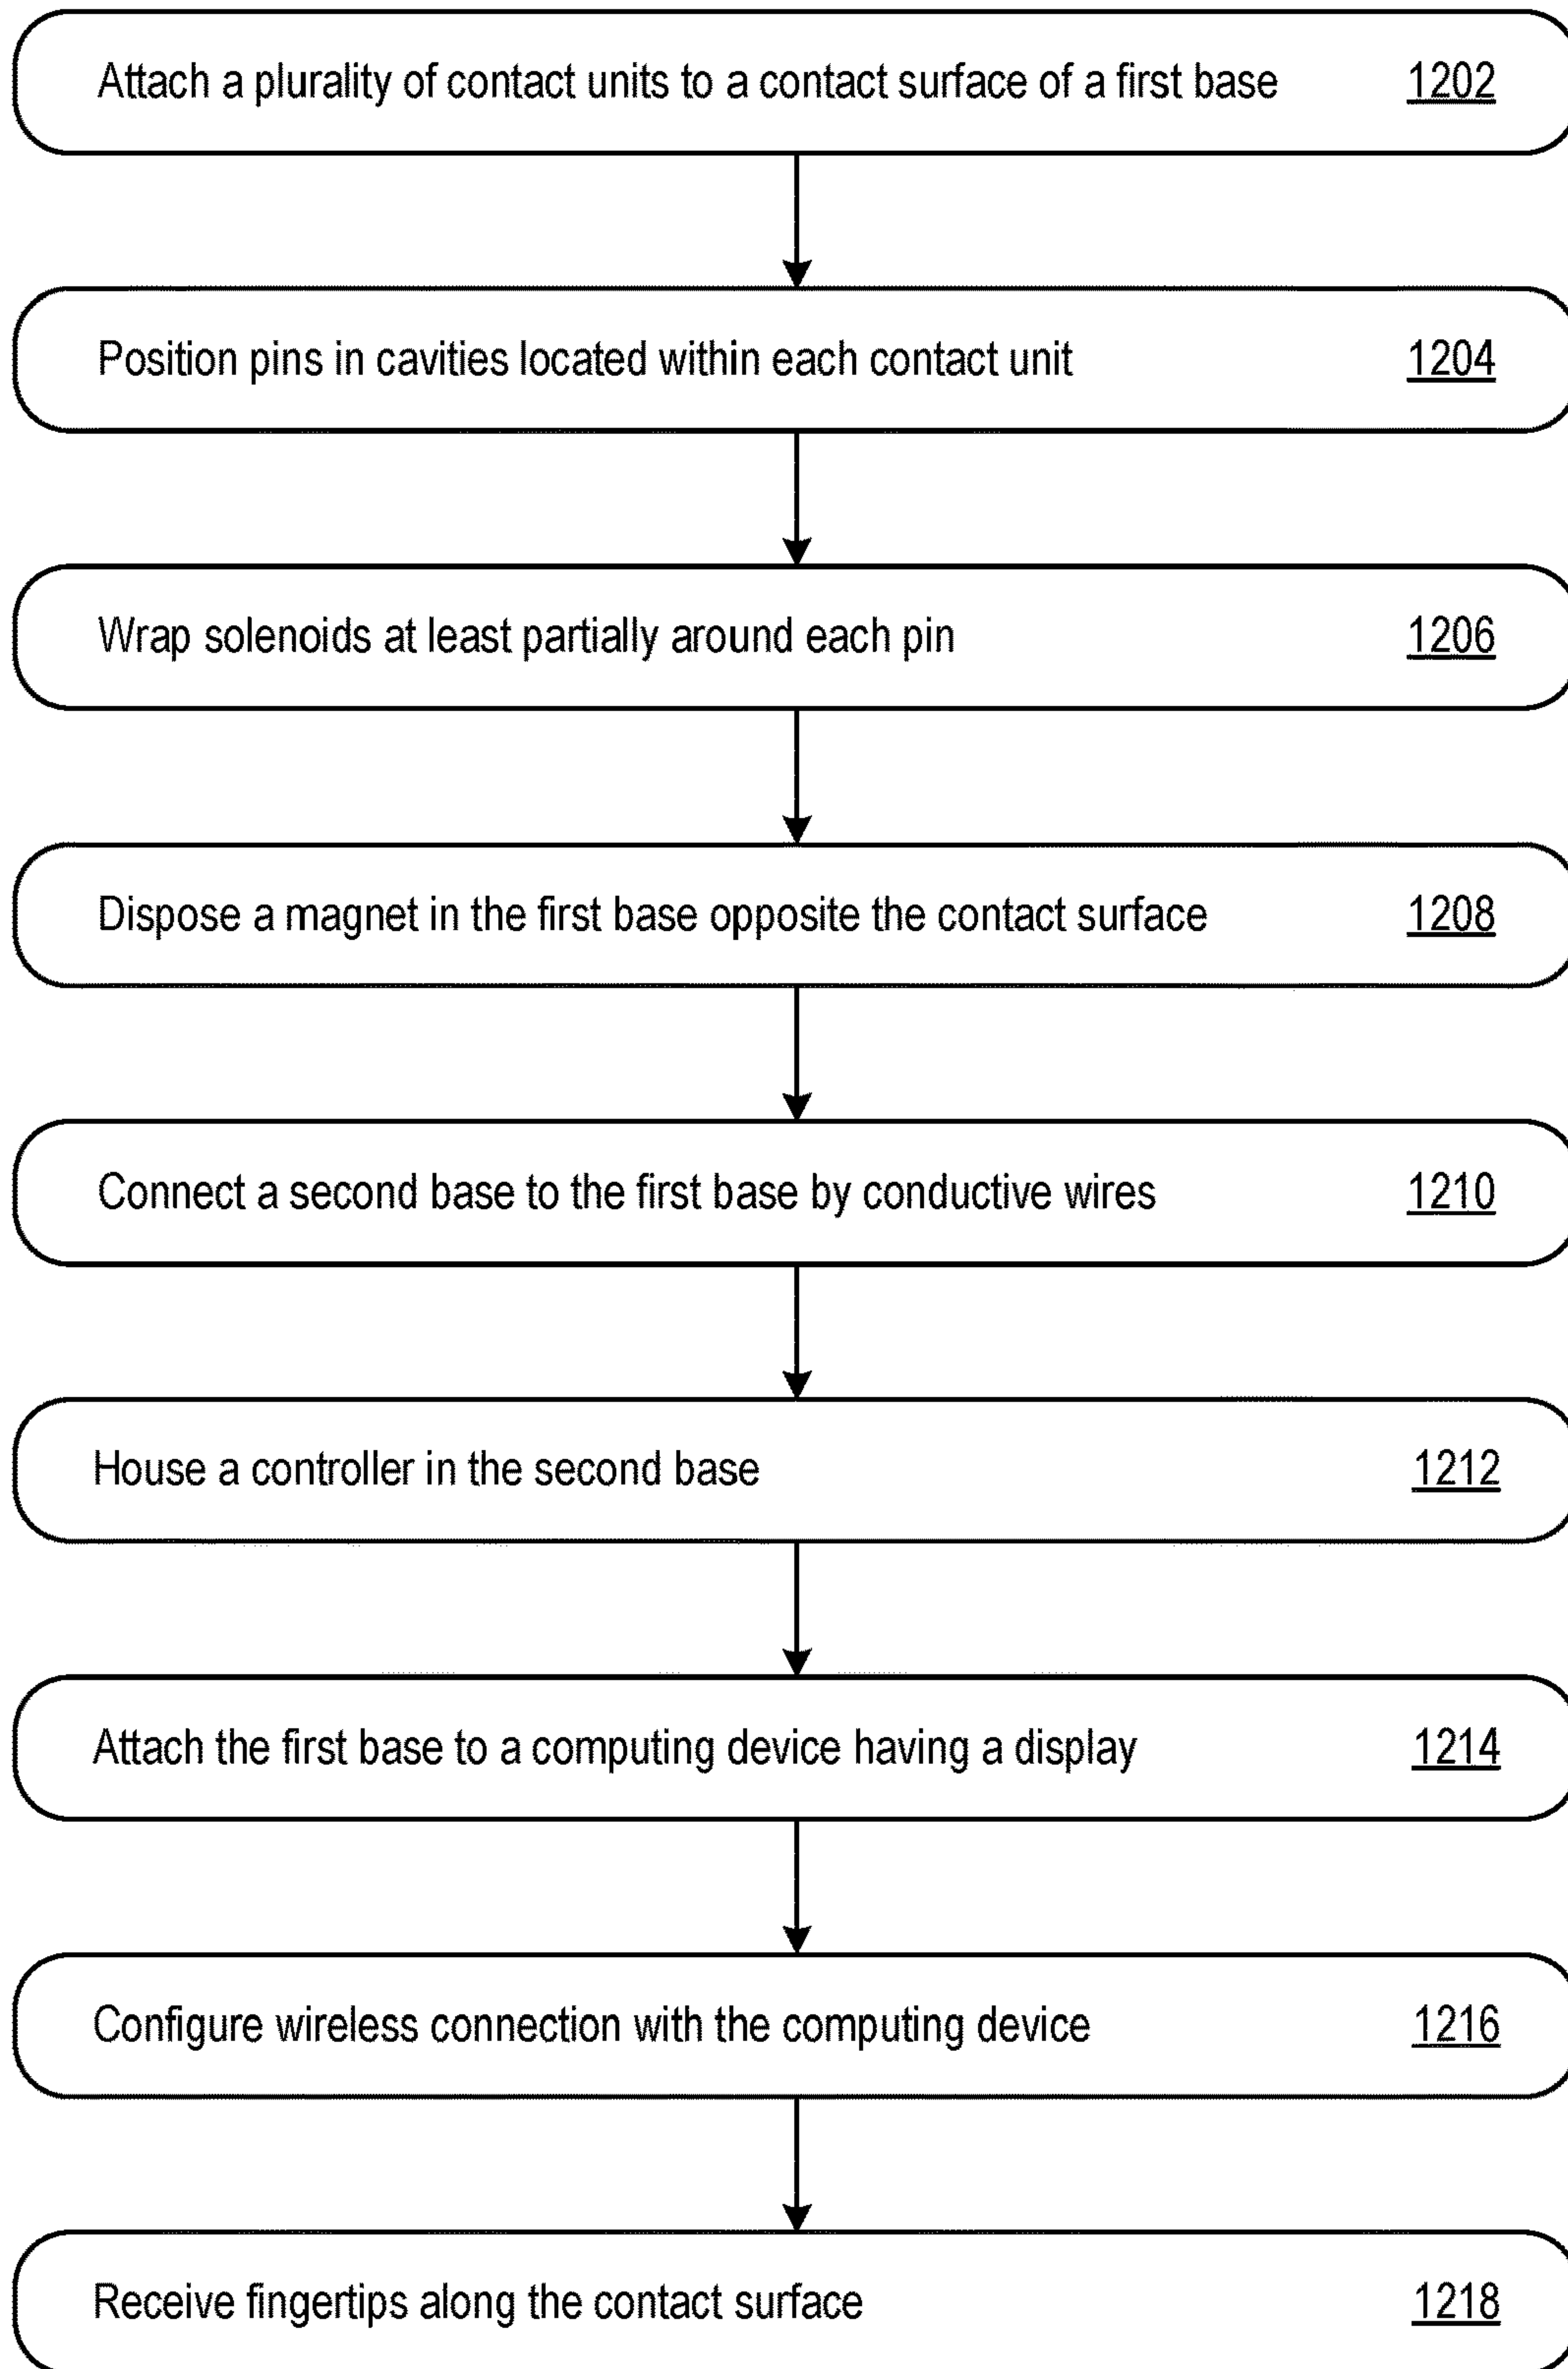 Attach a plurality of contact units to a contact surface of a first base 1202
Position pins in cavities located within each contact unit 1204
Wrap solenoids at least partially around each pin 1206
Dispose a magnet in the first base opposite the contact surface 1208
Connect a second base to the first base by conductive wires 1210
House a controller in the second base 1212
Attach the first base to a computing device having a display 1214
Configure wireless connection with the computing device 1216
Receive fingertips along the contact surface 1218